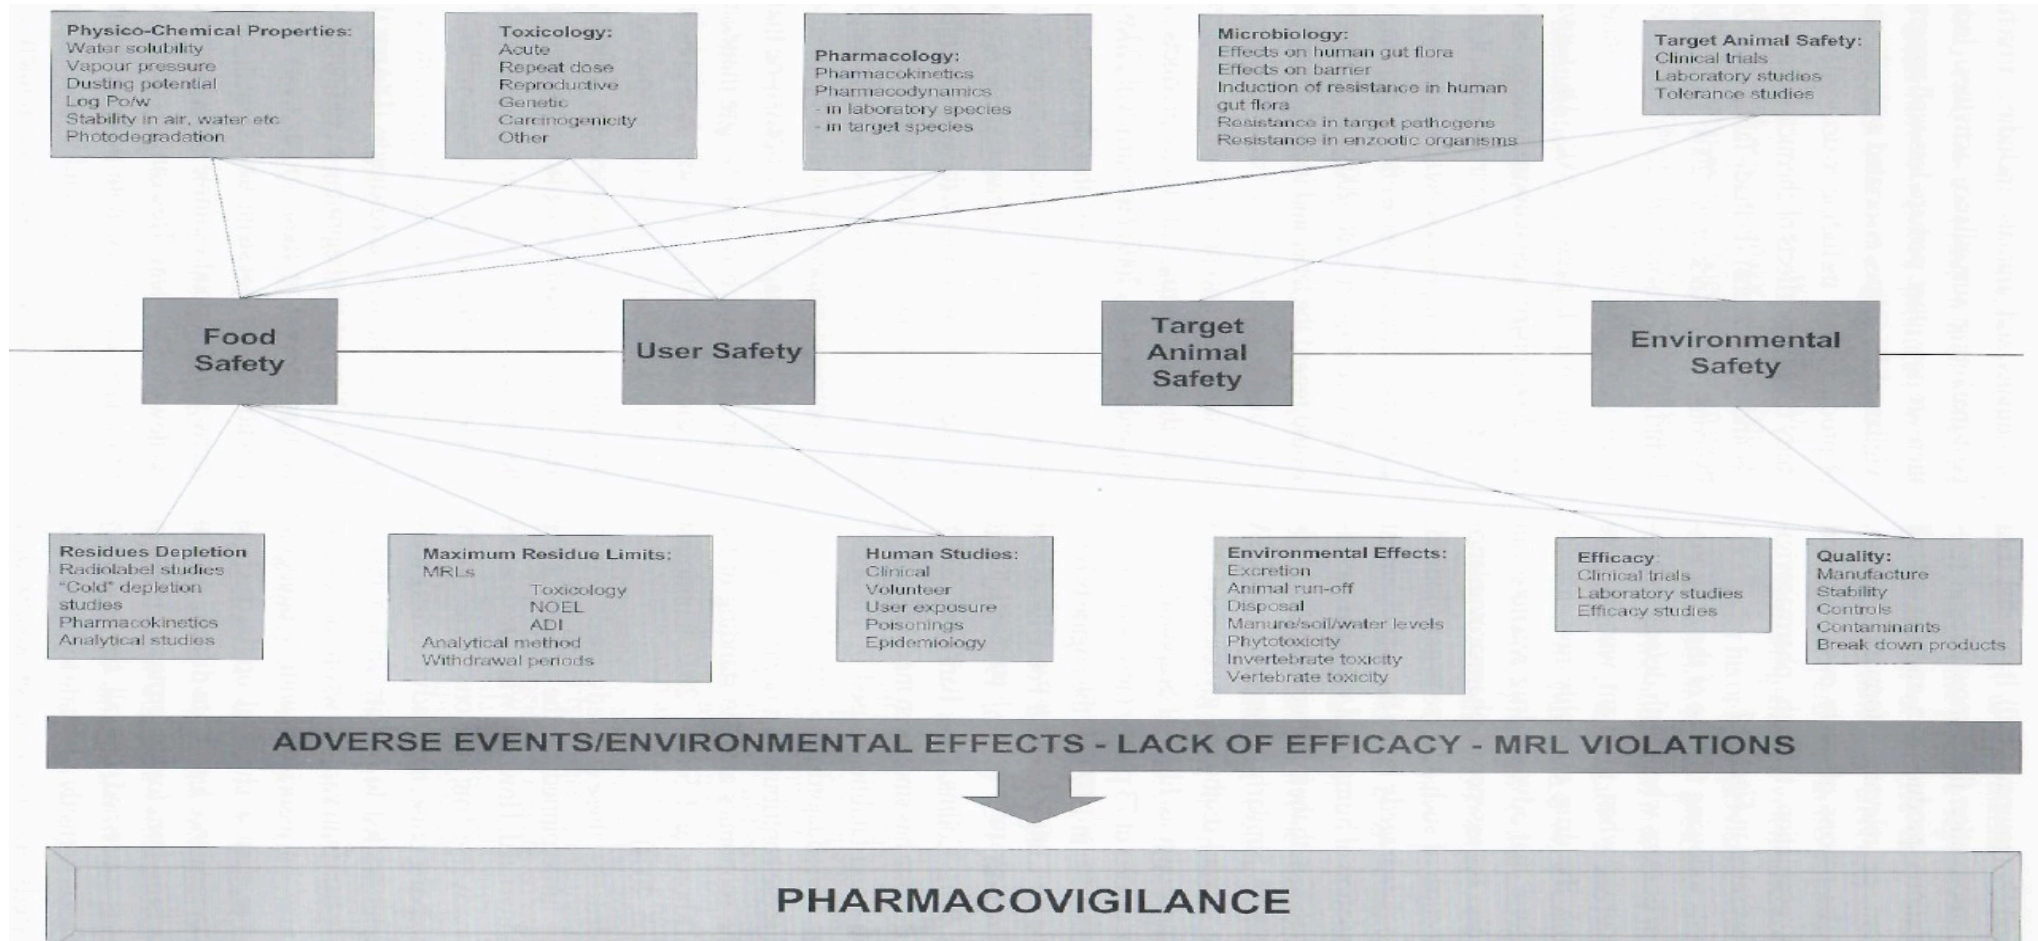 Physico-Chemical Properties:
Water solubility
Vapour pressure
Dusting potential
Log Po/w
Stability in air, water etc
Photodegradation
Toxicology:
Acute
Repeat dose
Reproductive
Genetic
Carcinogenicity
Other
Pharmacology:
Pharmacokinetics
Pharmacodynamics
- in laboratory species
- in target species
Microbiology:
Effects on human gut flora
Effects on barrier
Induction of resistance in human
gut flora
Resistance in target pathogens
Resistance in enzootic organisms
Target Animal Safety:
Clinical trials
Laboratory studies
Tolerance studies
Food
Safety
User Safety
Target
Animal
Safety
Environmental
Safety
Residues Depletion
Radiolabel studies
"Cold" depletion
studies
Pharmacokinetics
Analytical studies
Maximum Residue Limits:
MRLs
Toxicology
NOEL
ADI
Analytical method
Withdrawal periods
Human Studies:
Clinical
Volunteer
User exposure
Poisonings
Epidemiology
Environmental Effects:
Excretion
Animal run-off
Disposal
Manure/soil/water levels
Phytotoxicity
Invertebrate toxicity
Vertebrate toxicity
Efficacy:
Clinical trials
Laboratory studies
Efficacy studies
Quality:
Manufacture
Stability
Controls
Contaminants
Break down products
ADVERSE EVENTS/ENVIRONMENTAL EFFECTS - LACK OF EFFICACY - MRL VIOLATIONS
PHARMACOVIGILANCE